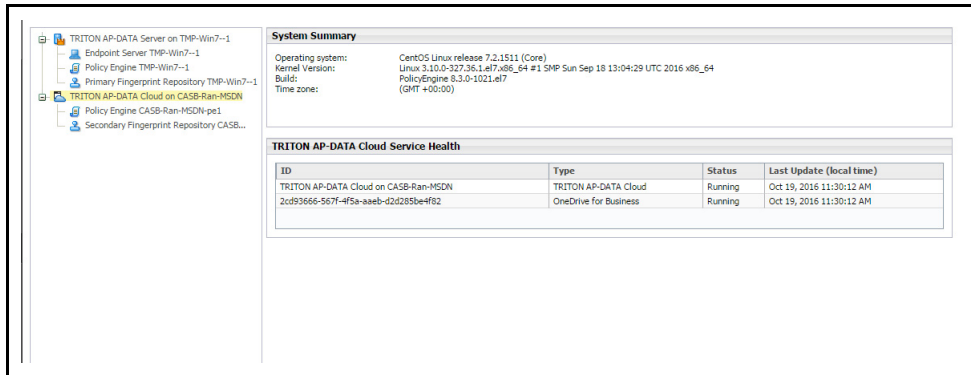 TRITON AP-DATA Server on TMP-Win7--1
Endpoint Server TMP-Win7--1
Policy Engine TMP-Win7--1
Primary Fingerprint Repository TMP-Win7--1
TRITON AP-DATA Cloud on CASB-Ran-MSDN
Policy Engine CASB-Ran-MSDN-pe1
Secondary Fingerprint Repository CASB...
System Summary
Operating system: CentOS Linux release 7.2.1511 (Core)
Kernel Version: Linux 3.10.0-327.36.1.el7.x86_64 #1 SMP Sun Sep 18 13:04:29 UTC 2016 x86_64
Build: PolicyEngine 8.3.0-1021.el7
Time zone: (GMT +00:00)
TRITON AP-DATA Cloud Service Health
ID Type Status Last Update (local time)
TRITON AP-DATA Cloud on CASB-Ran-MSDN TRITON AP-DATA Cloud Running Oct 19, 2016 11:30:12 AM
2cd93666-567f-4f5a-aaeb-d2d285be4f82 OneDrive for Business Running Oct 19, 2016 11:30:12 AM